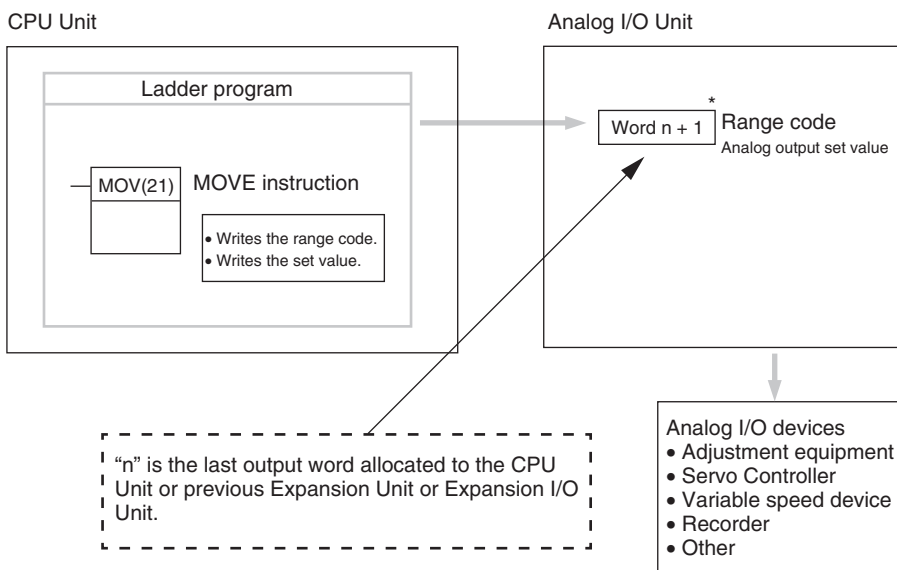 CPU Unit
Analog I/O Unit
Ladder program
MOV(21)
MOVE instruction
• Writes the range code.
• Writes the set value.
*
Word n + 1
Range code
Analog output set value
“n” is the last output word allocated to the CPU
Unit or previous Expansion Unit or Expansion I/O
Unit.
Analog I/O devices
• Adjustment equipment
• Servo Controller
• Variable speed device
• Recorder
• Other